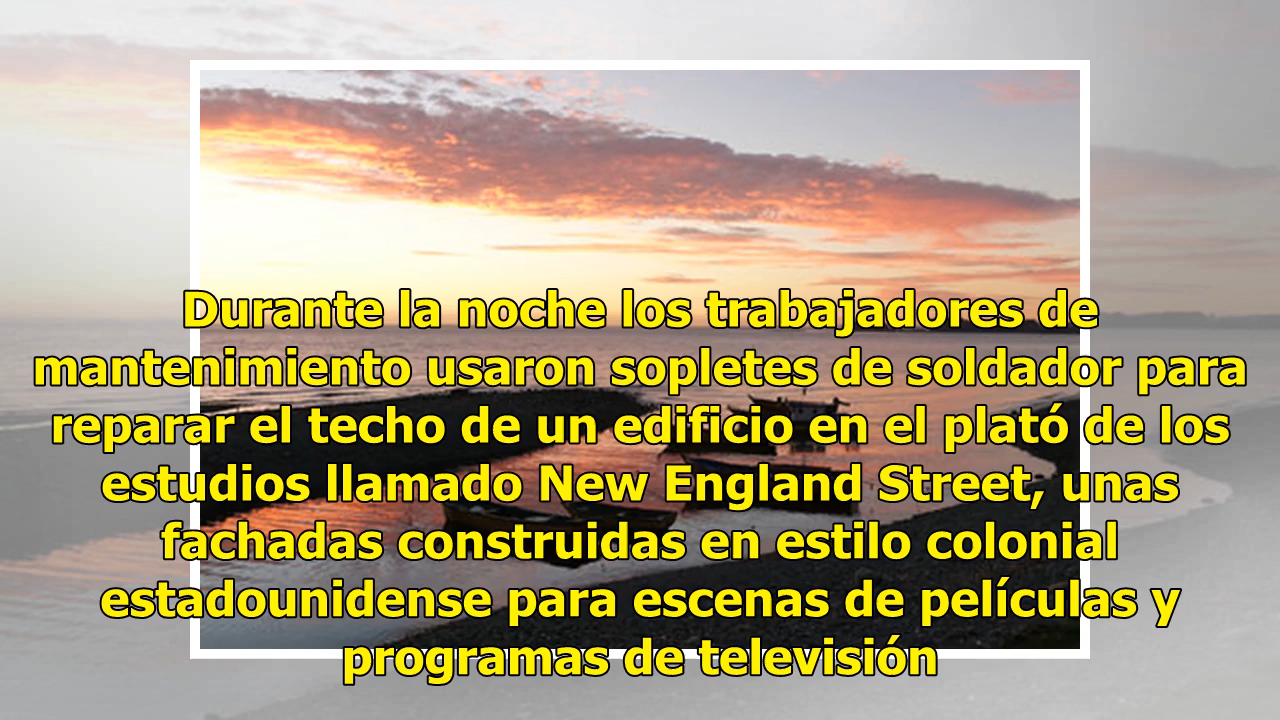 Durante la noche los trabajadores de
mantenimiento usaron sopletes de soldador para
reparar el techo de un edificio en el plató de los
estudios llamado New England Street, unas
fachadas construidas en estilo colonial
estadounidense para escenas de películas y
programas de televisión